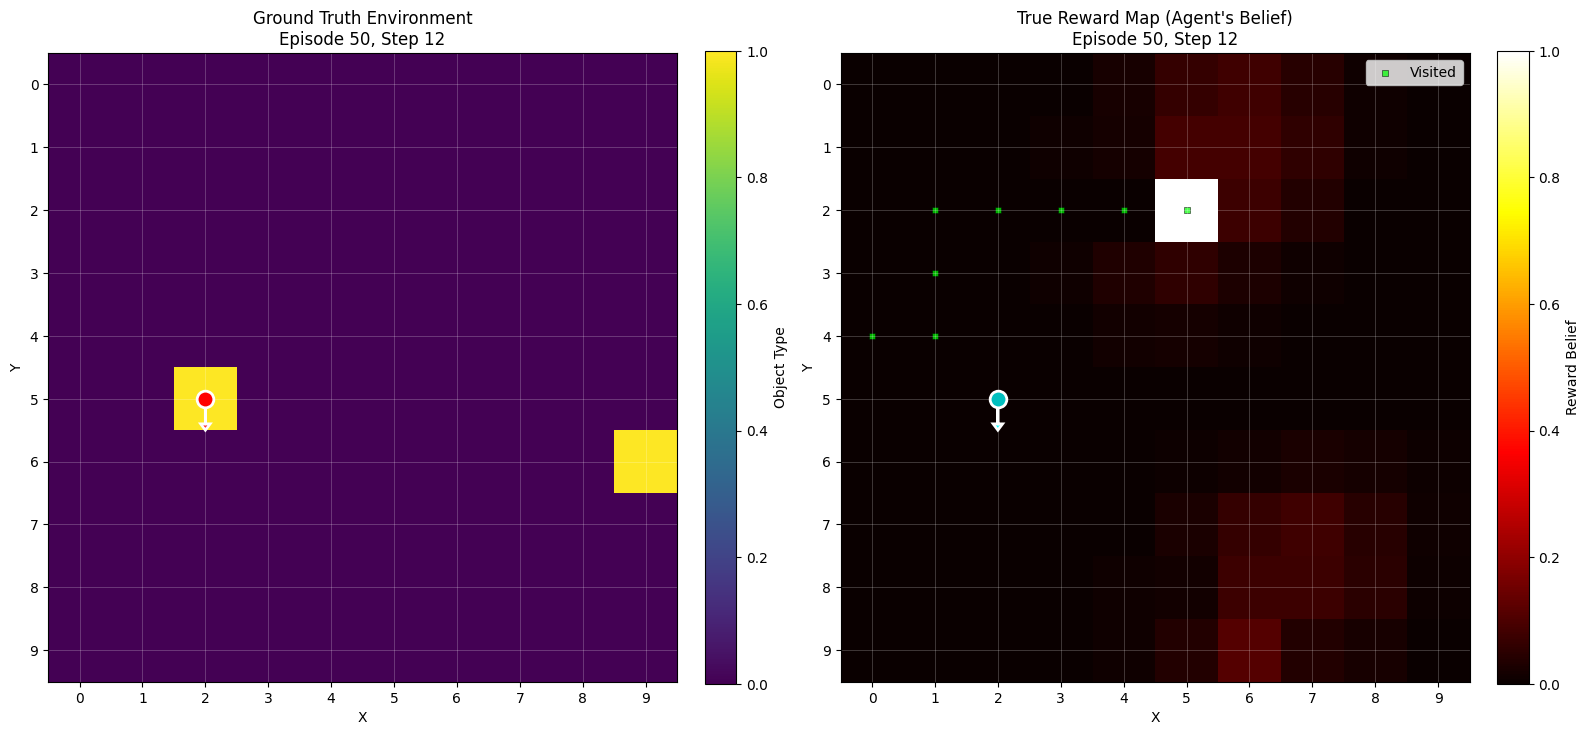 Ground Truth Environment
Episode 50, Step 12
0
1
2
3
4
5
6
7
8
9
Y
0 1 2 3 4 5 6 7 8 9
X
1.0
0.8
0.6
0.4
0.2
0.0
Object Type
True Reward Map (Agent's Belief)
Episode 50, Step 12
Visited
0
1
2
3
4
5
6
7
8
9
Y
0 1 2 3 4 5 6 7 8 9
X
1.0
0.8
0.6
0.4
0.2
0.0
Reward Belief